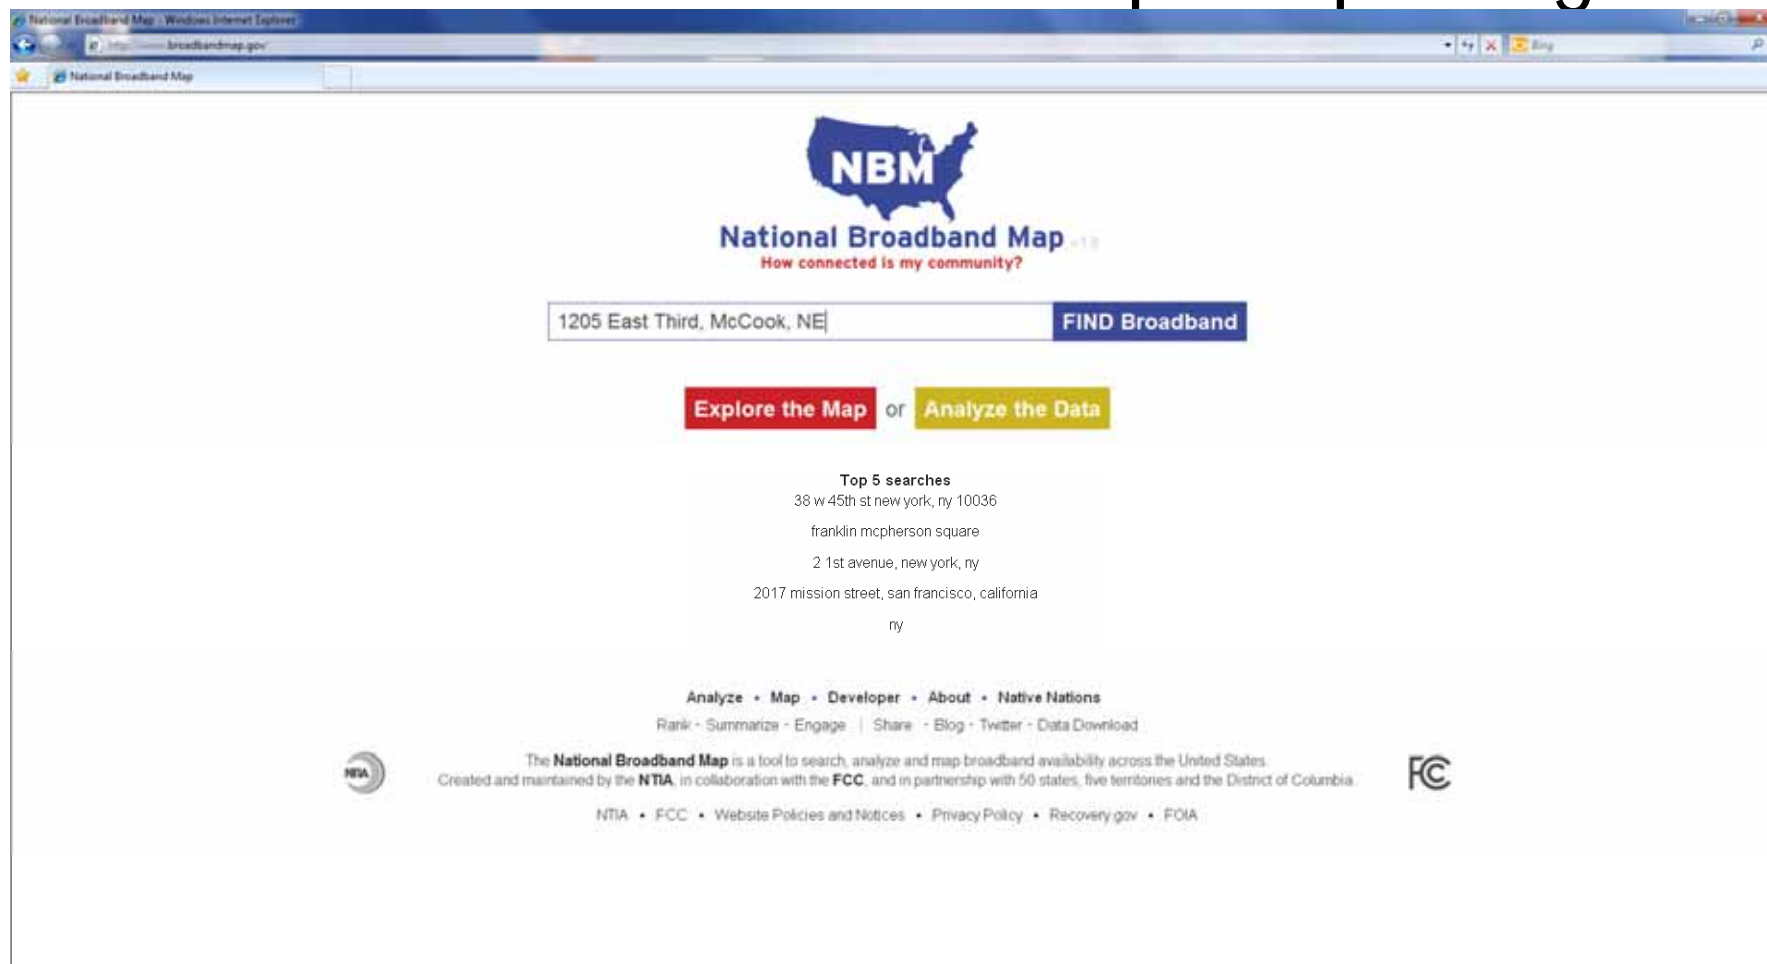 National Broadband Map - Windows Internet Explorer
broadbandmap.gov
Bing
National Broadband Map
NBM
National Broadband Map
How connected is my community?
1205 East Third, McCook, NE
FIND Broadband
Explore the Map or Analyze the Data
Top 5 searches
38 w 45th st new york, ny 10036
franklin mcpherson square
2 1st avenue, new york, ny
2017 mission street, san francisco, california
ny
Analyze • Map • Developer • About • Native Nations
Rank - Summarize - Engage | Share - Blog - Twitter - Data Download
NTIA
The National Broadband Map is a tool to search, analyze and map broadband availability across the United States.
Created and maintained by the NTIA, in collaboration with the FCC, and in partnership with 50 states, five territories and the District of Columbia.
FCC
NTIA • FCC • Website Policies and Notices • Privacy Policy • Recovery.gov • FOIA